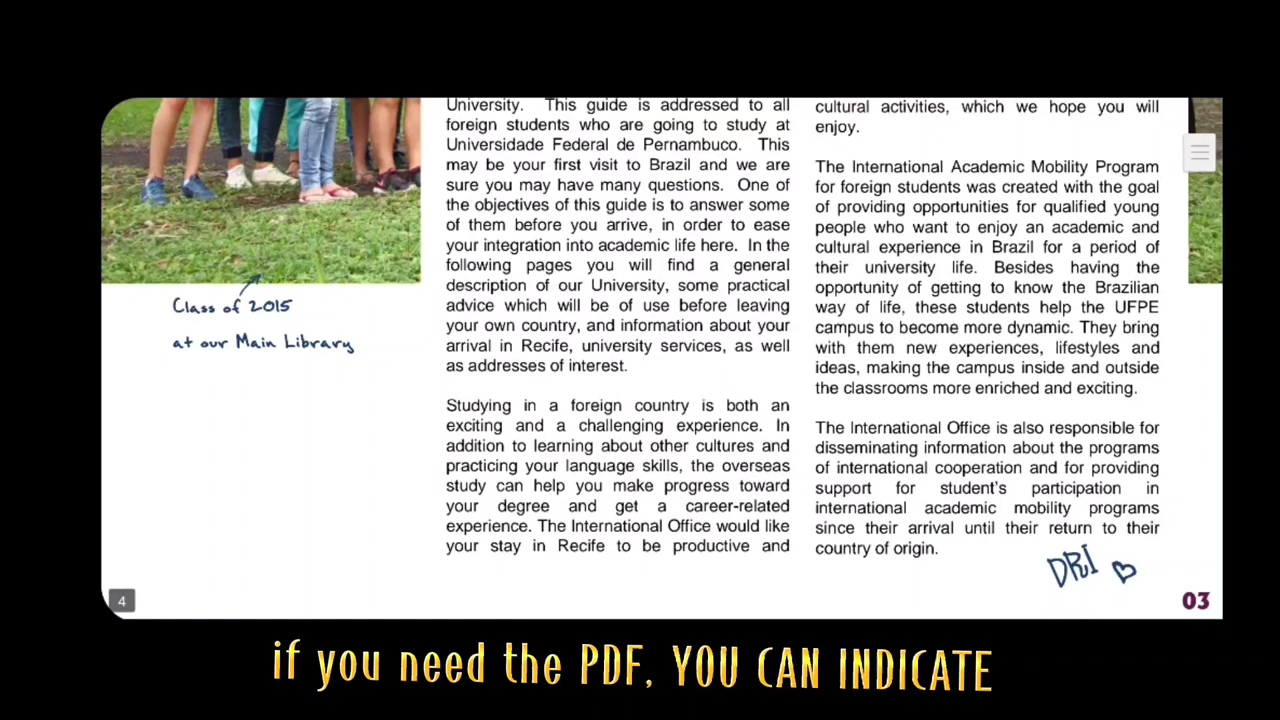 Class of 2015
at our Main Library
University. This guide is addressed to all
foreign students who are going to study at
Universidade Federal de Pernambuco. This
may be your first visit to Brazil and we are
sure you may have many questions. One of
the objectives of this guide is to answer some
of them before you arrive, in order to ease
your integration into academic life here. In the
following pages you will find a general
description of our University, some practical
advice which will be of use before leaving
your own country, and information about your
arrival in Recife, university services, as well
as addresses of interest.
Studying in a foreign country is both an
exciting and a challenging experience. In
addition to learning about other cultures and
practicing your language skills, the overseas
study can help you make progress toward
your degree and get a career-related
experience. The International Office would like
your stay in Recife to be productive and
cultural activities, which we hope you will
enjoy.
The International Academic Mobility Program
for foreign students was created with the goal
of providing opportunities for qualified young
people who want to enjoy an academic and
cultural experience in Brazil for a period of
their university life. Besides having the
opportunity of getting to know the Brazilian
way of life, these students help the UFPE
campus to become more dynamic. They bring
with them new experiences, lifestyles and
ideas, making the campus inside and outside
the classrooms more enriched and exciting.
The International Office is also responsible for
disseminating information about the programs
of international cooperation and for providing
support for student's participation in
international academic mobility programs
since their arrival until their return to their
country of origin.
DRI
4
03
if you need the PDF, YOU CAN INDICATE